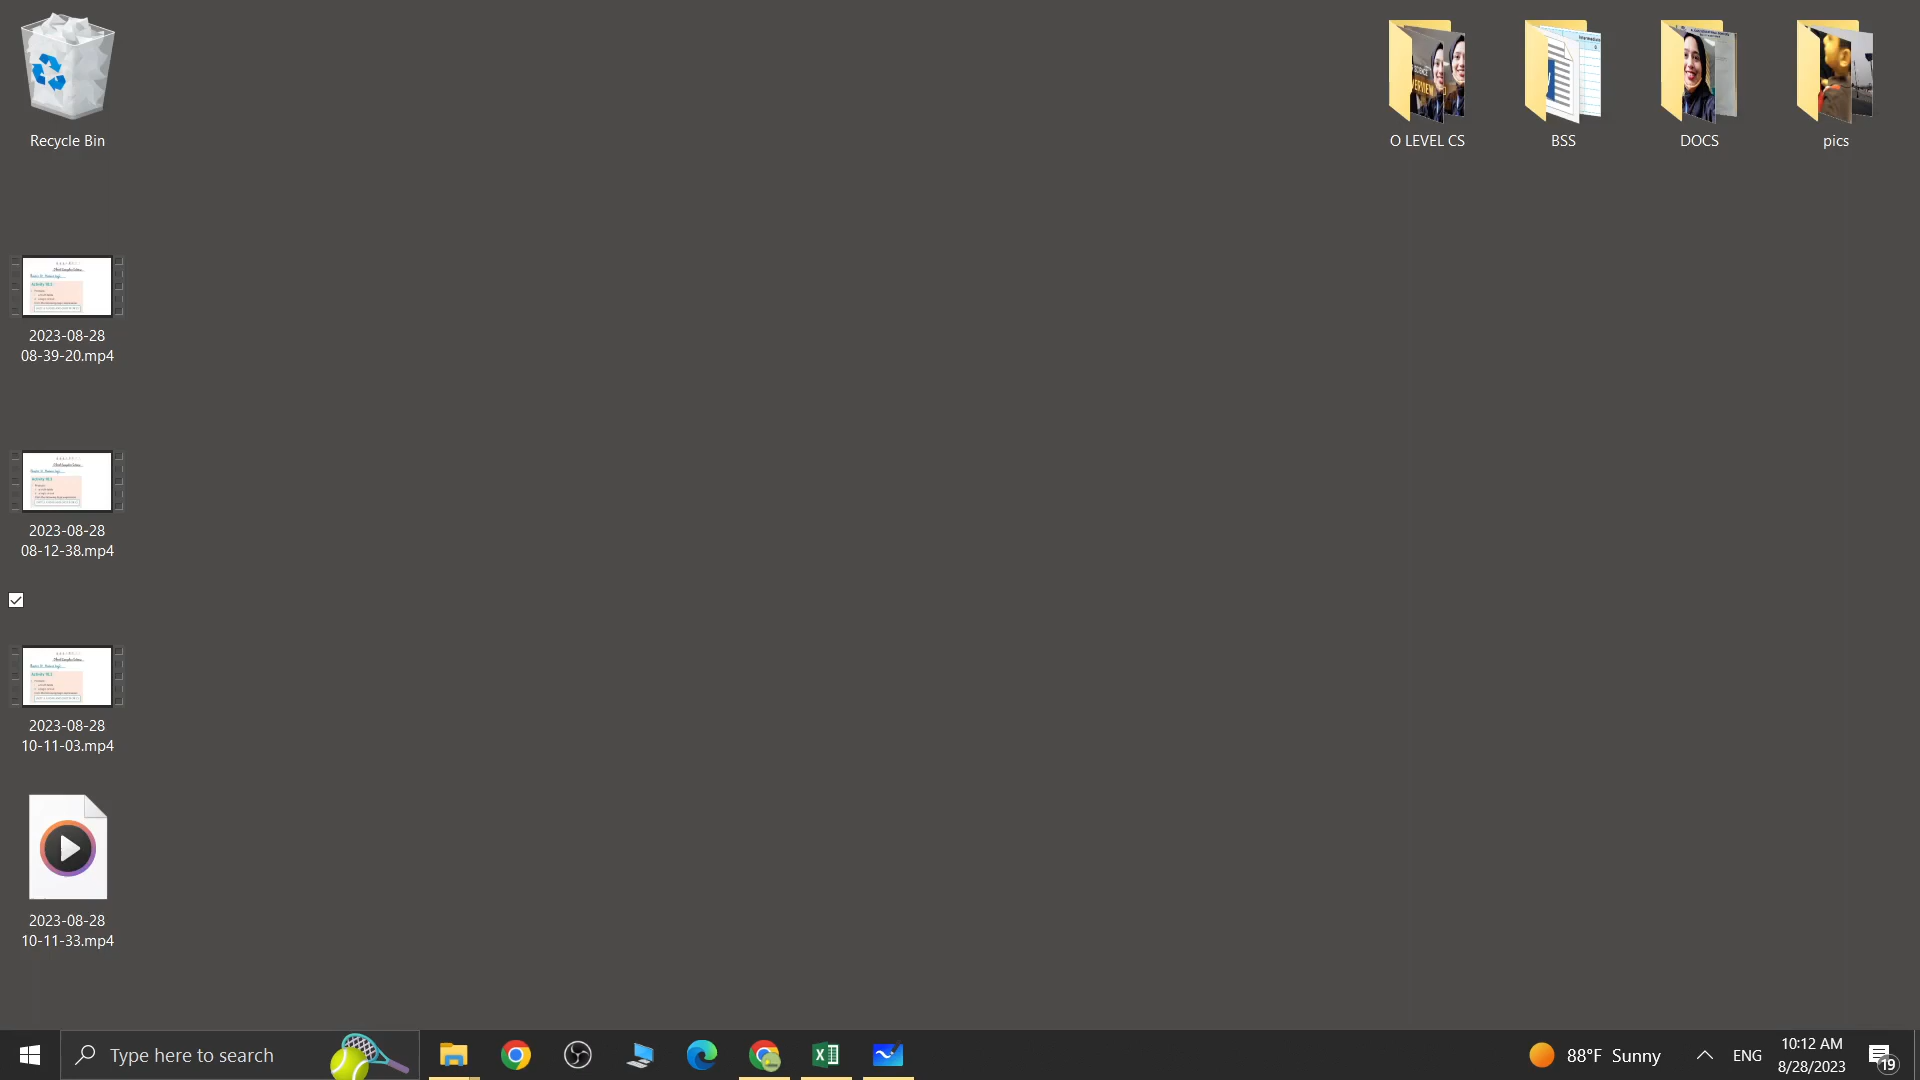 Recycle Bin
O LEVEL CS
BSS
DOCS
pics
2023-08-28
08-39-20.mp4
2023-08-28
08-12-38.mp4
2023-08-28
10-11-03.mp4
2023-08-28
10-11-33.mp4
Type here to search
88°F Sunny
ENG
10:12 AM
8/28/2023
19